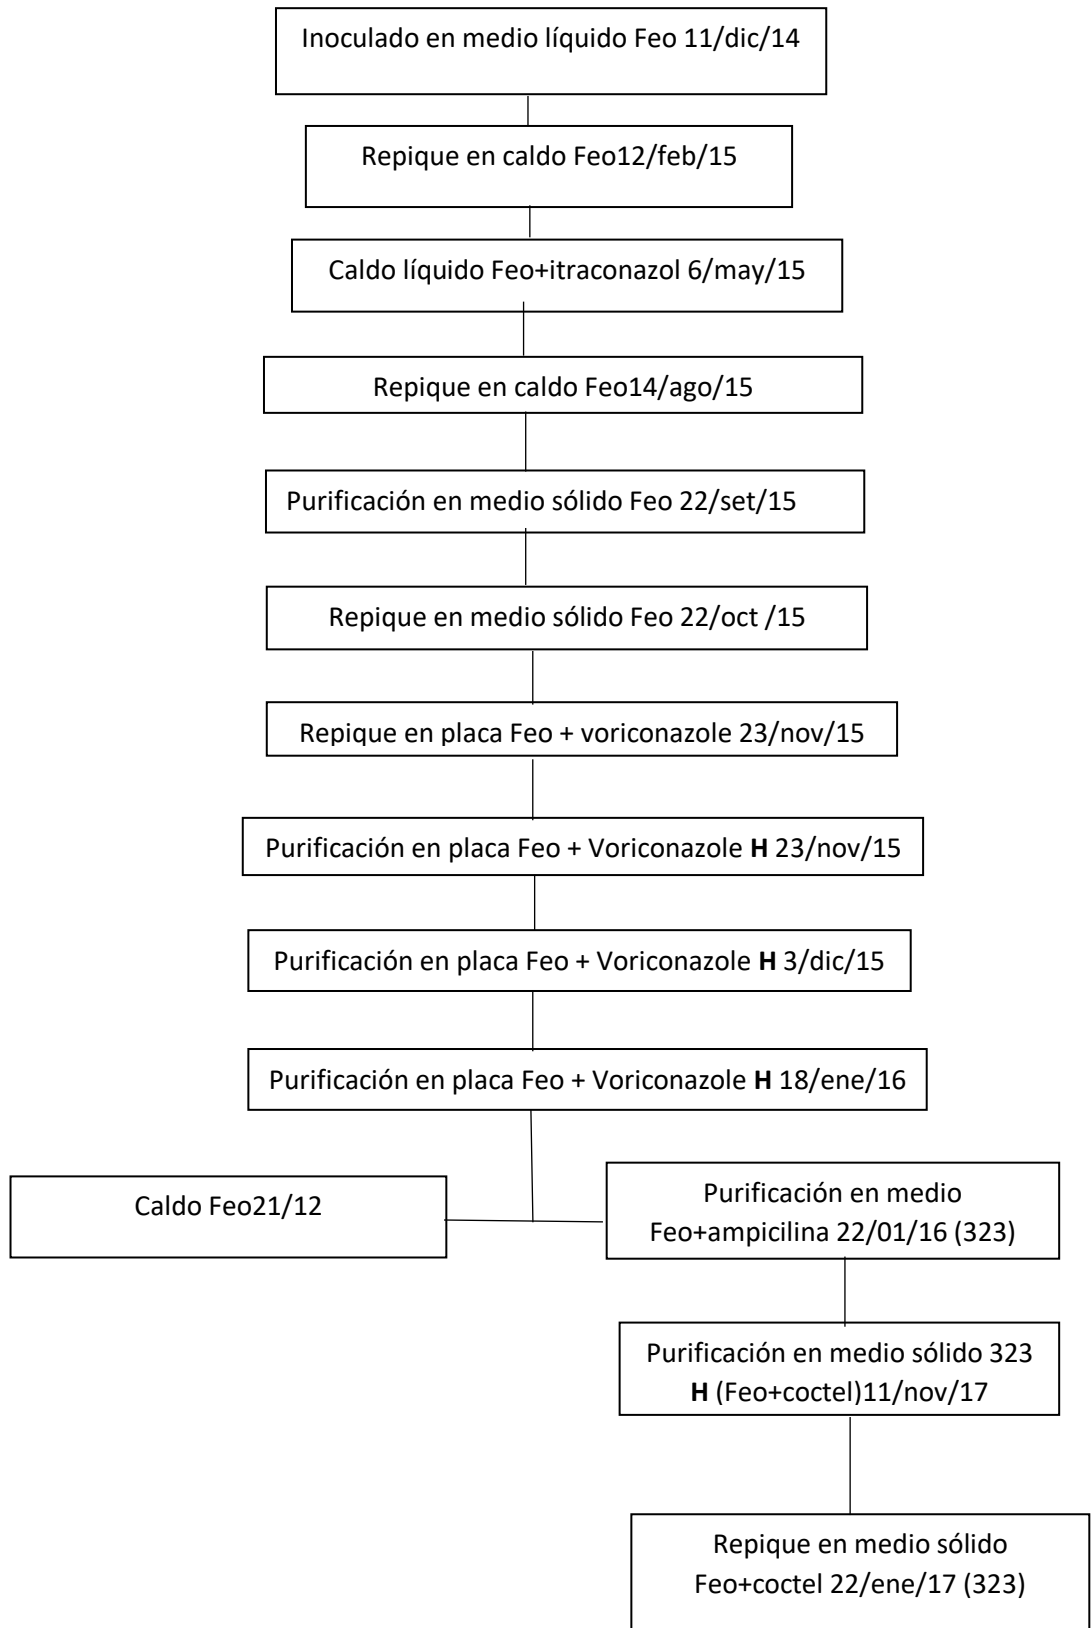 Inoculado en medio líquido Feo 11/dic/14
Repique en caldo Feo12/feb/15
Caldo líquido Feo+itraconazol 6/may/15
Repique en caldo Feo14/ago/15
Purificación en medio sólido Feo 22/set/15
Repique en medio sólido Feo 22/oct /15
Repique en placa Feo + voriconazole 23/nov/15
Purificación en placa Feo + Voriconazole H 23/nov/15
Purificación en placa Feo + Voriconazole H 3/dic/15
Purificación en placa Feo + Voriconazole H 18/ene/16
Caldo Feo21/12
Purificación en medio
Feo+ampicilina 22/01/16 (323)
Purificación en medio sólido 323
H (Feo+coctel)11/nov/17
Repique en medio sólido
Feo+coctel 22/ene/17 (323)